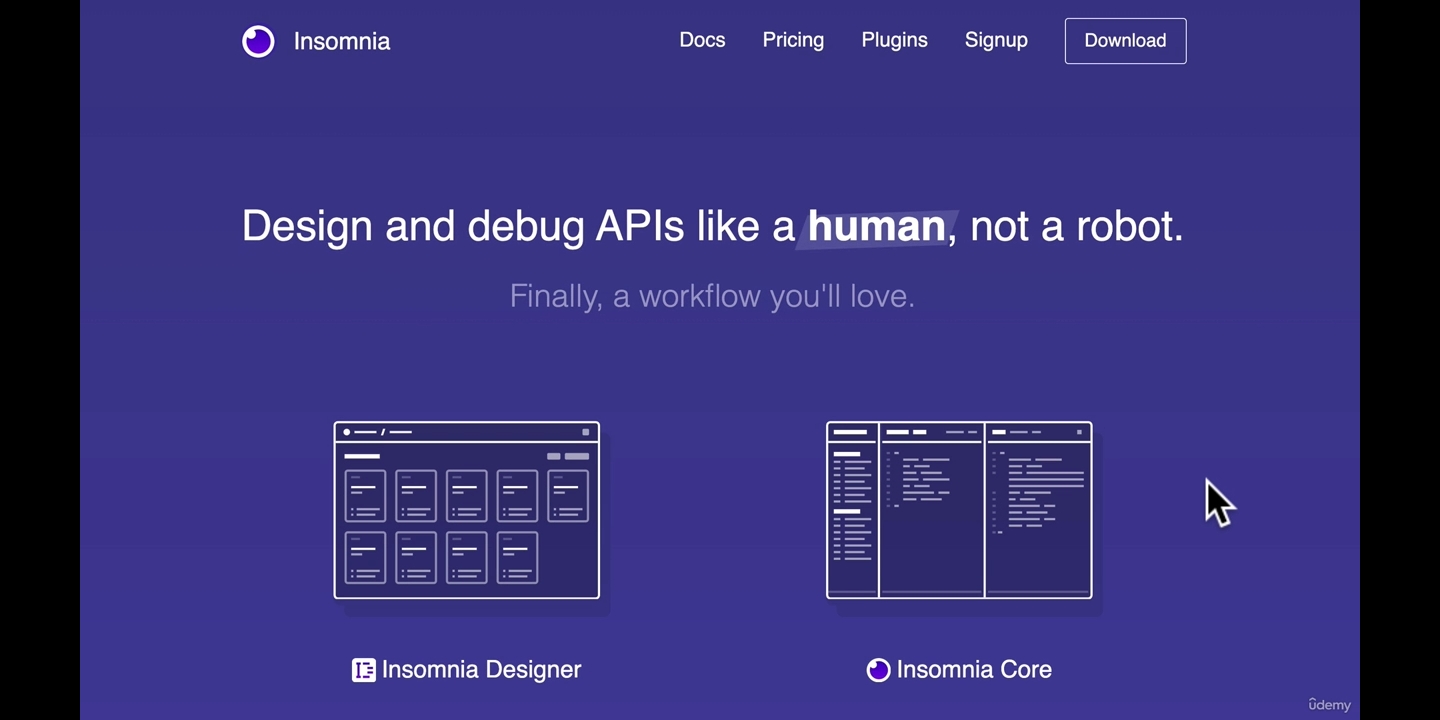 Insomnia
Docs Pricing Plugins Signup Download
Design and debug APIs like a human, not a robot.
Finally, a workflow you'll love.
Insomnia Designer
Insomnia Core
ûdemy